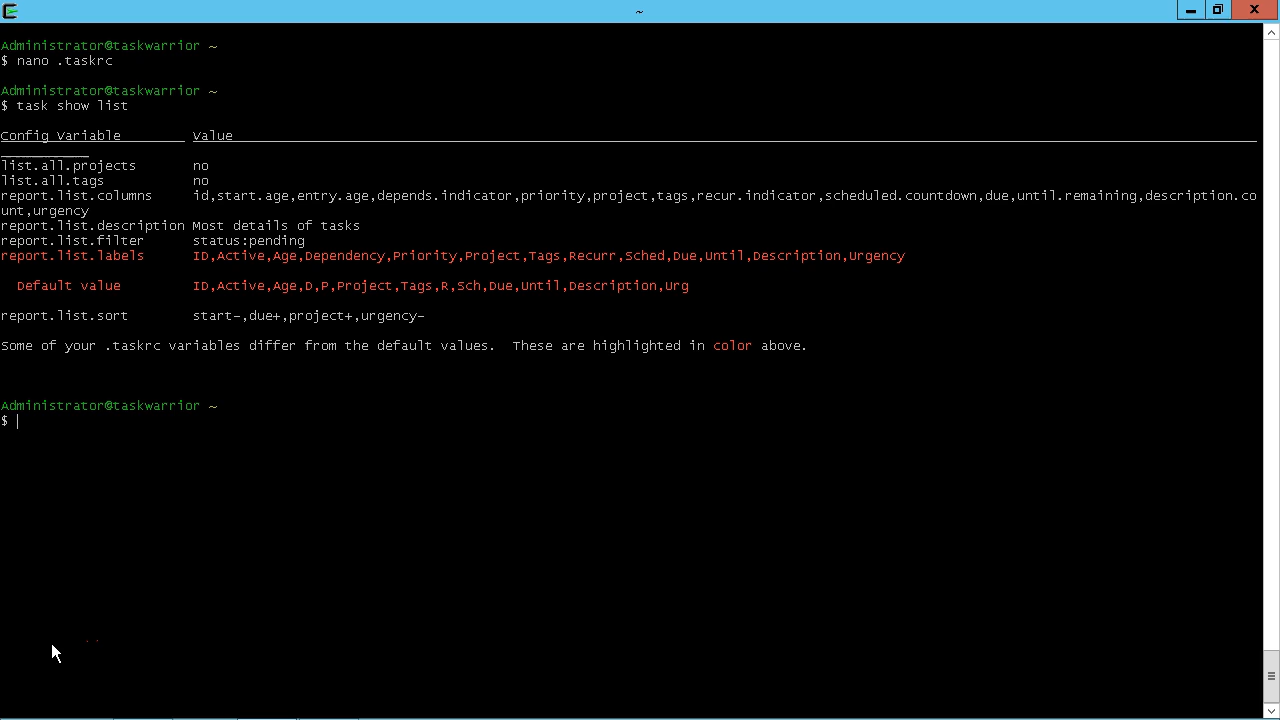 ~
Administrator@taskwarrior ~
$ nano .taskrc
Administrator@taskwarrior ~
$ task show list
Config Variable Value
list.all.projects no
list.all.tags no
report.list.columns id,start.age,entry.age,depends.indicator,priority,project,tags,recur.indicator,scheduled.countdown,due,until.remaining,description.co
unt,urgency
report.list.description Most details of tasks
report.list.filter status:pending
report.list.labels ID,Active,Age,Dependency,Priority,Project,Tags,Recurr,Sched,Due,Until,Description,Urgency
Default value ID,Active,Age,D,P,Project,Tags,R,Sch,Due,Until,Description,Urg
report.list.sort start-,due+,project+,urgency-
Some of your .taskrc variables differ from the default values.  These are highlighted in color above.
Administrator@taskwarrior ~
$